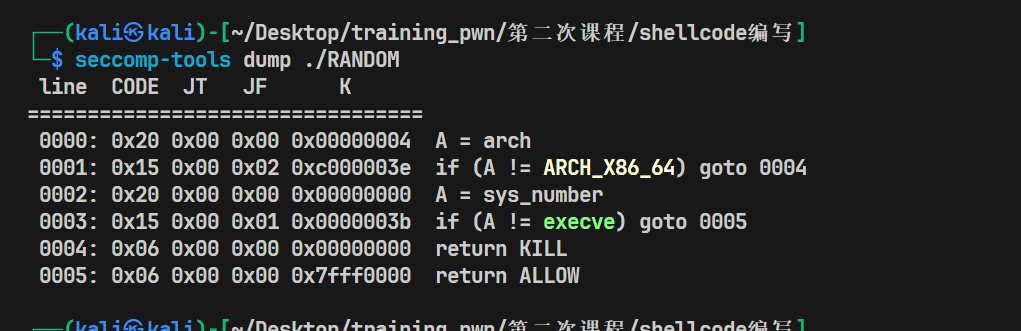 ┌──(kali㉿kali)-[~/Desktop/training_pwn/第二次课程/shellcode编写]
└─$ seccomp-tools dump ./RANDOM
 line  CODE  JT   JF      K
=================================
 0000: 0x20 0x00 0x00 0x00000004  A = arch
 0001: 0x15 0x00 0x02 0xc000003e  if (A != ARCH_X86_64) goto 0004
 0002: 0x20 0x00 0x00 0x00000000  A = sys_number
 0003: 0x15 0x00 0x01 0x0000003b  if (A != execve) goto 0005
 0004: 0x06 0x00 0x00 0x00000000  return KILL
 0005: 0x06 0x00 0x00 0x7fff0000  return ALLOW
┌──(kali㉿kali)-[~/Desktop/training_pwn/第二次课程/shellcode编写]